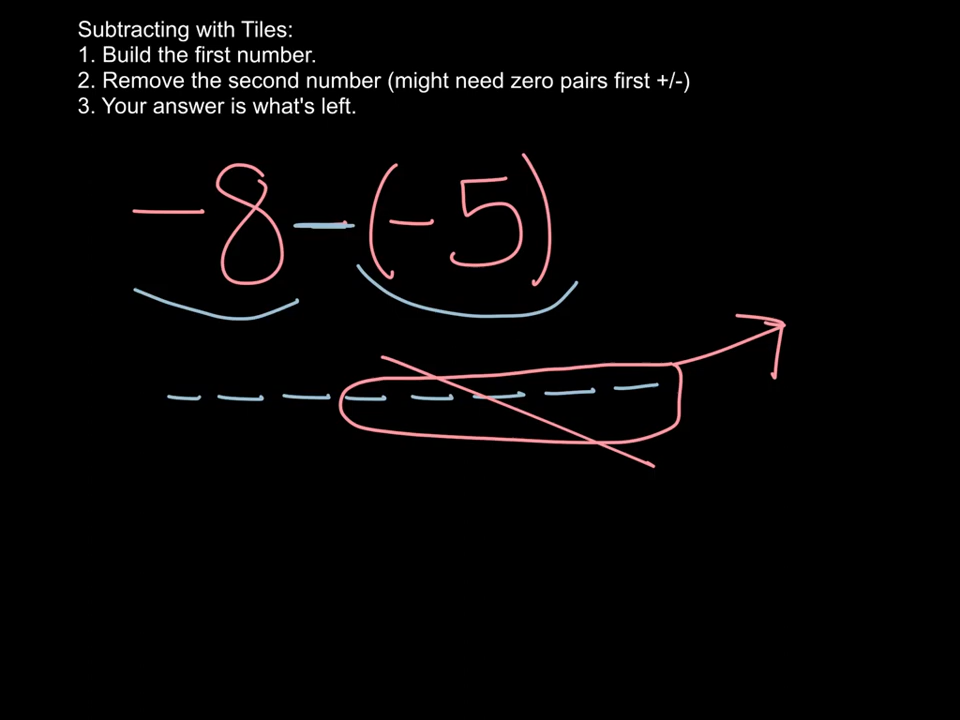 Subtracting with Tiles:
1. Build the first number.
2. Remove the second number (might need zero pairs first +/-)
3. Your answer is what's left.
-8-(-5)
- - - - - - - -